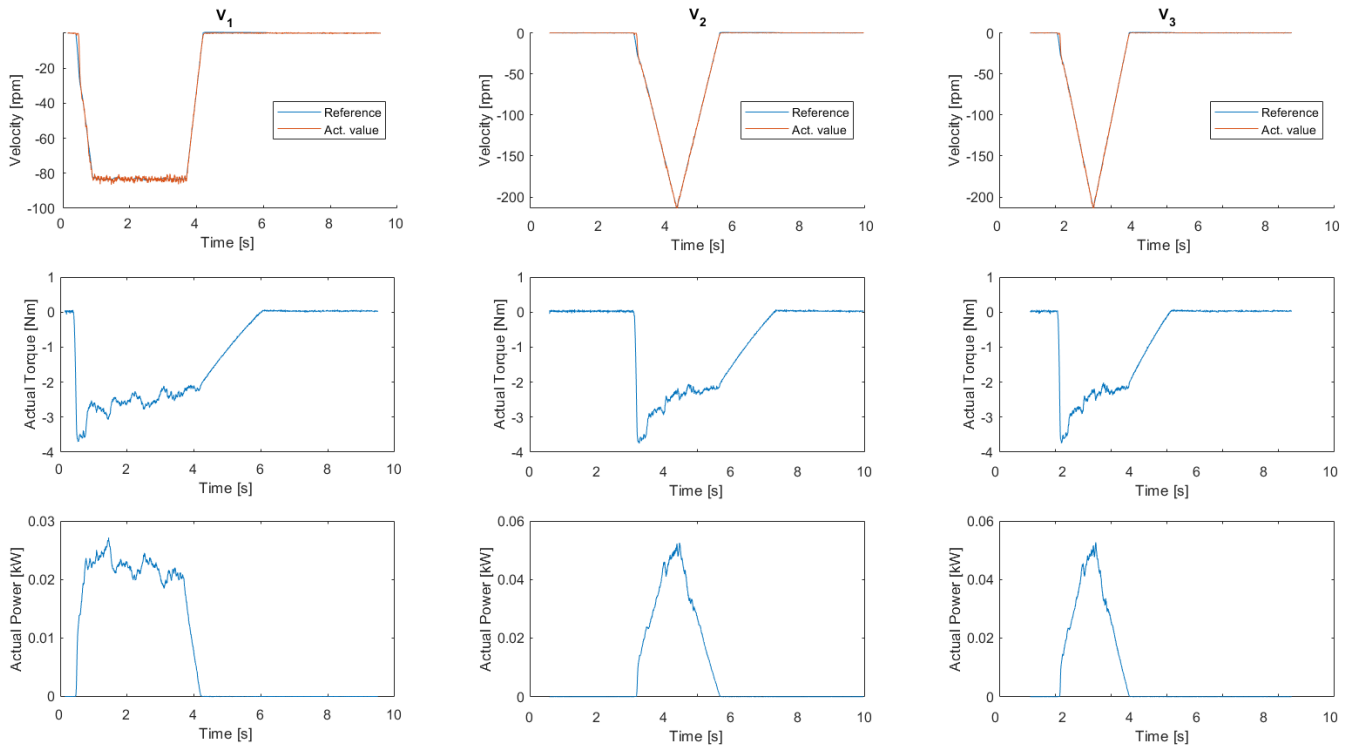 V1 V2 V3
Velocity [rpm]
-20
-40
-60
-80
-100
Reference
Act. value
0 2 4 6 8 10
Time [s]
Velocity [rpm]
0
-50
-100
-150
-200
Reference
Act. value
0 2 4 6 8 10
Time [s]
Velocity [rpm]
0
-50
-100
-150
-200
Reference
Act. value
0 2 4 6 8 10
Time [s]
Actual Torque [Nm]
1
0
-1
-2
-3
-4
0 2 4 6 8 10
Time [s]
Actual Torque [Nm]
1
0
-1
-2
-3
-4
0 2 4 6 8 10
Time [s]
Actual Torque [Nm]
1
0
-1
-2
-3
-4
0 2 4 6 8 10
Time [s]
Actual Power [kW]
0.03
0.02
0.01
0
0 2 4 6 8 10
Time [s]
Actual Power [kW]
0.06
0.04
0.02
0
0 2 4 6 8 10
Time [s]
Actual Power [kW]
0.06
0.04
0.02
0
0 2 4 6 8 10
Time [s]